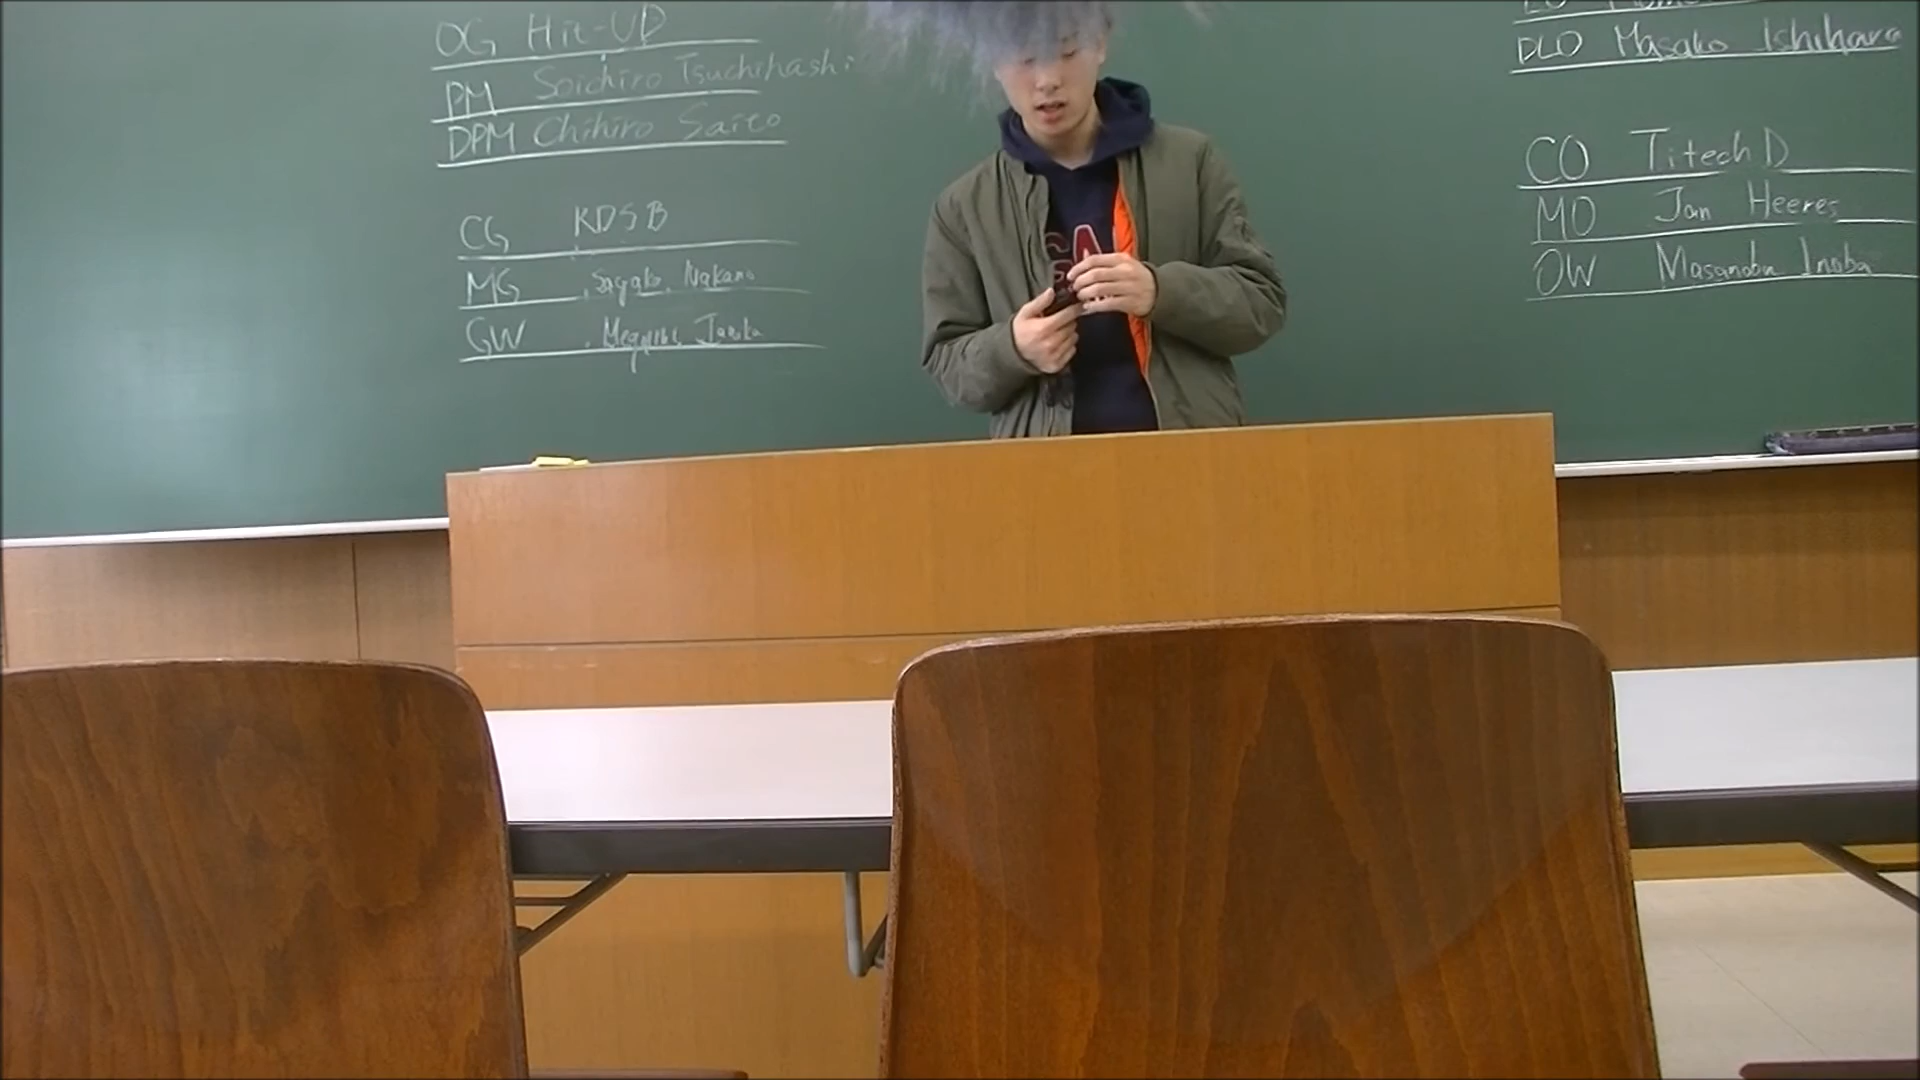 OG Hit-UP
PM Soichiro Tsuchihashi
DPM Chihiro Saito
CG KDSB
MG Sayako Nakano
GW Megumi Tanaka
DLO Masako Ishihara
CO Titech D
MO Jan Heeres
OW Masanobu Inaba